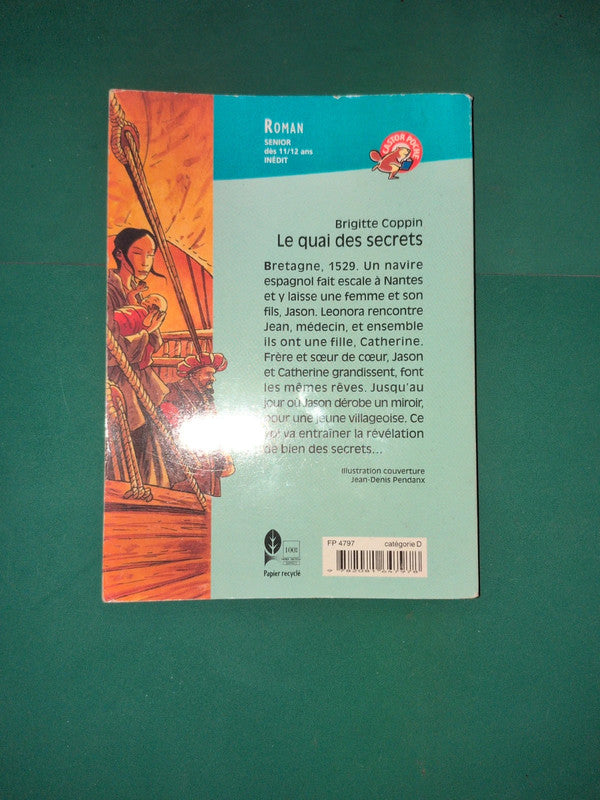 ROMAN
SENIOR
dès 11/12 ans
INÉDIT
CASTOR POCHE
Brigitte Coppin
Le quai des secrets
Bretagne, 1529. Un navire
espagnol fait escale à Nantes
et y laisse une femme et son
fils, Jason. Leonora rencontre
Jean, médecin, et ensemble
ils ont une fille, Catherine.
Frère et sœur de cœur, Jason
et Catherine grandissent, font
les mêmes rêves. Jusqu'au
jour où Jason dérobe un miroir,
pour une jeune villageoise. Ce
vol va entraîner la révélation
de bien des secrets...
Illustration couverture
Jean-Denis Pendanx
FP 4797 catégorie D
Papier recyclé